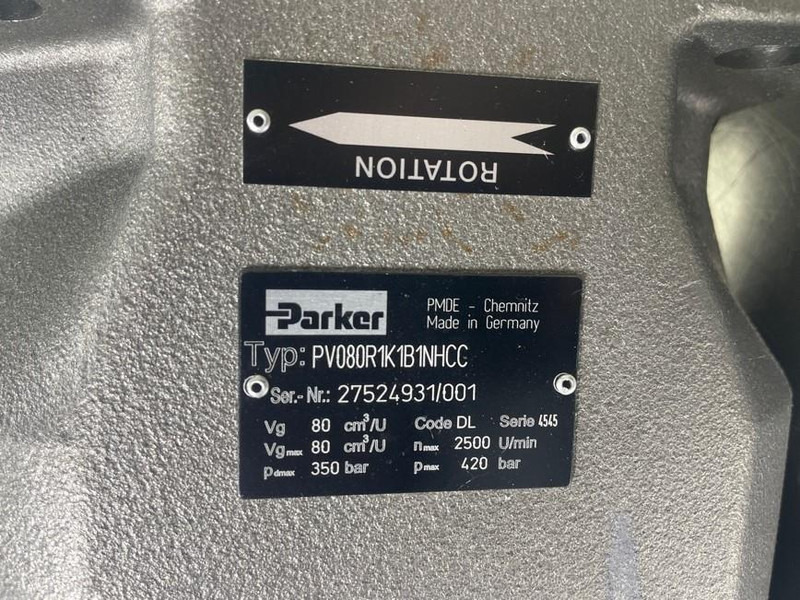 ROTATION
Parker
PMDE - Chemnitz
Made in Germany
Typ: PV080R1K1B1NHCC
Ser.-Nr.: 27524931/001
Vg 80 cm³/U Code DL Serie 4545
Vgmax 80 cm³/U nmax 2500 U/min
pdmax 350 bar pmax 420 bar